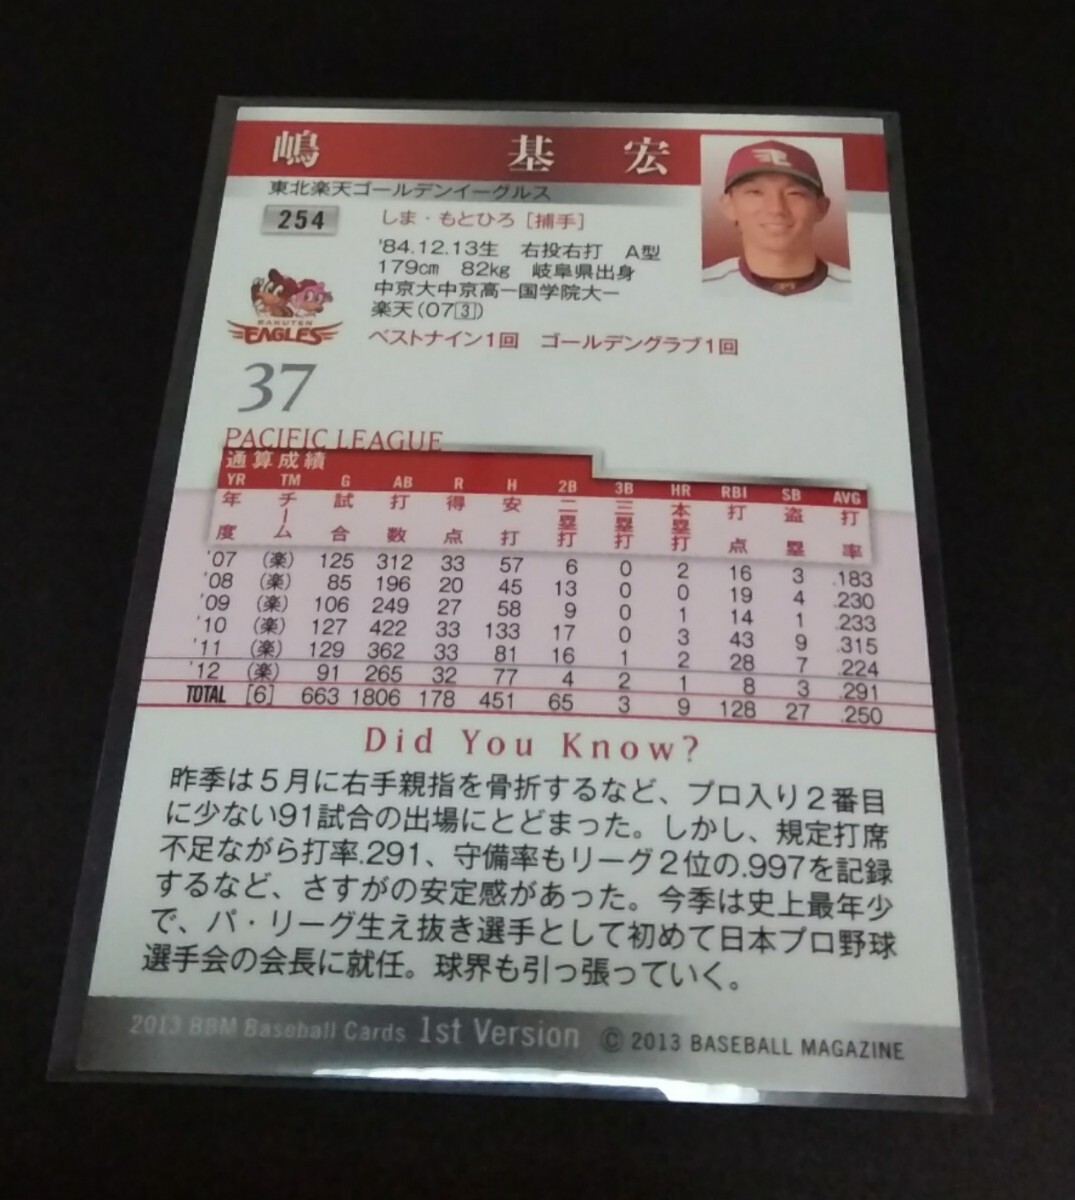 嶋 基 宏
東北楽天ゴールデンイーグルス
254
しま・もとひろ [捕手]
'84.12.13生 右投右打 A型
179cm 82kg 岐阜県出身
中京大中京高ー国学院大ー
楽天(07[3])
ベストナイン1回 ゴールデングラブ1回
RAKUTEN
EAGLES
37
PACIFIC LEAGUE
通算成績
YR TM G AB R H 2B 3B HR RBI SB AVG
年度 チーム 試合 打数 得点 安打 二塁打 三塁打 本塁打 打点 盗塁 打率
'07 (楽) 125 312 33 57 6 0 2 16 3 .183
'08 (楽) 85 196 20 45 13 0 0 19 4 .230
'09 (楽) 106 249 27 58 9 0 1 14 1 .233
'10 (楽) 127 422 33 133 17 0 3 43 9 .315
'11 (楽) 129 362 33 81 16 1 2 28 7 .224
'12 (楽) 91 265 32 77 4 2 1 8 3 .291
TOTAL [6] 663 1806 178 451 65 3 9 128 27 .250
Did You Know?
昨季は5月に右手親指を骨折するなど、プロ入り2番目
に少ない91試合の出場にとどまった。しかし、規定打席
不足ながら打率.291、守備率もリーグ2位の.997を記録
するなど、さすがの安定感があった。今季は史上最年少
で、パ・リーグ生え抜き選手として初めて日本プロ野球
選手会の会長に就任。球界も引っ張っていく。
2013 BBM Baseball Cards 1st Version © 2013 BASEBALL MAGAZINE